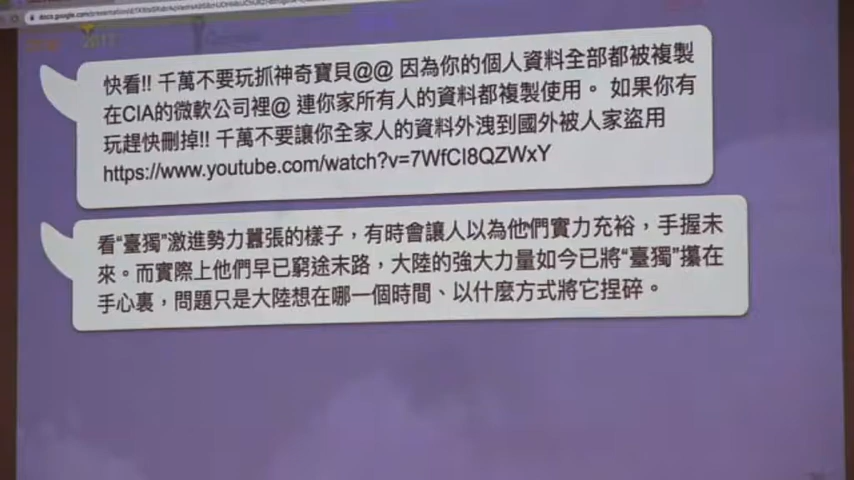 2017
快看!! 千萬不要玩抓神奇寶貝@@ 因為你的個人資料全部都被複製
在CIA的微軟公司裡@ 連你家所有人的資料都複製使用。 如果你有
玩趕快刪掉!! 千萬不要讓你全家人的資料外洩到國外被人家盜用
https://www.youtube.com/watch?v=7WfCI8QZWxY
看“臺獨”激進勢力囂張的樣子，有時會讓人以為他們實力充裕，手握未
來。而實際上他們早已窮途末路，大陸的強大力量如今已將“臺獨”攥在
手心裏，問題只是大陸想在哪一個時間、以什麼方式將它捏碎。